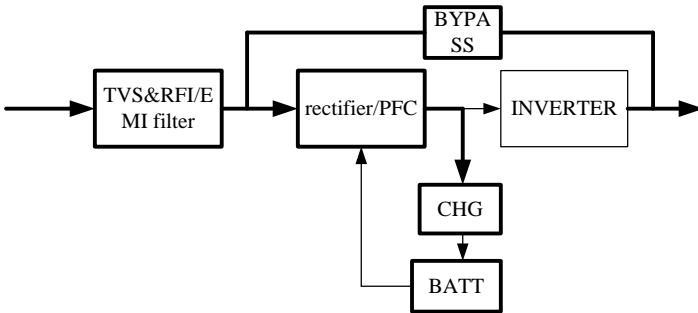 BYPA
SS
TVS&RFI/E
MI filter
rectifier/PFC
INVERTER
CHG
BATT